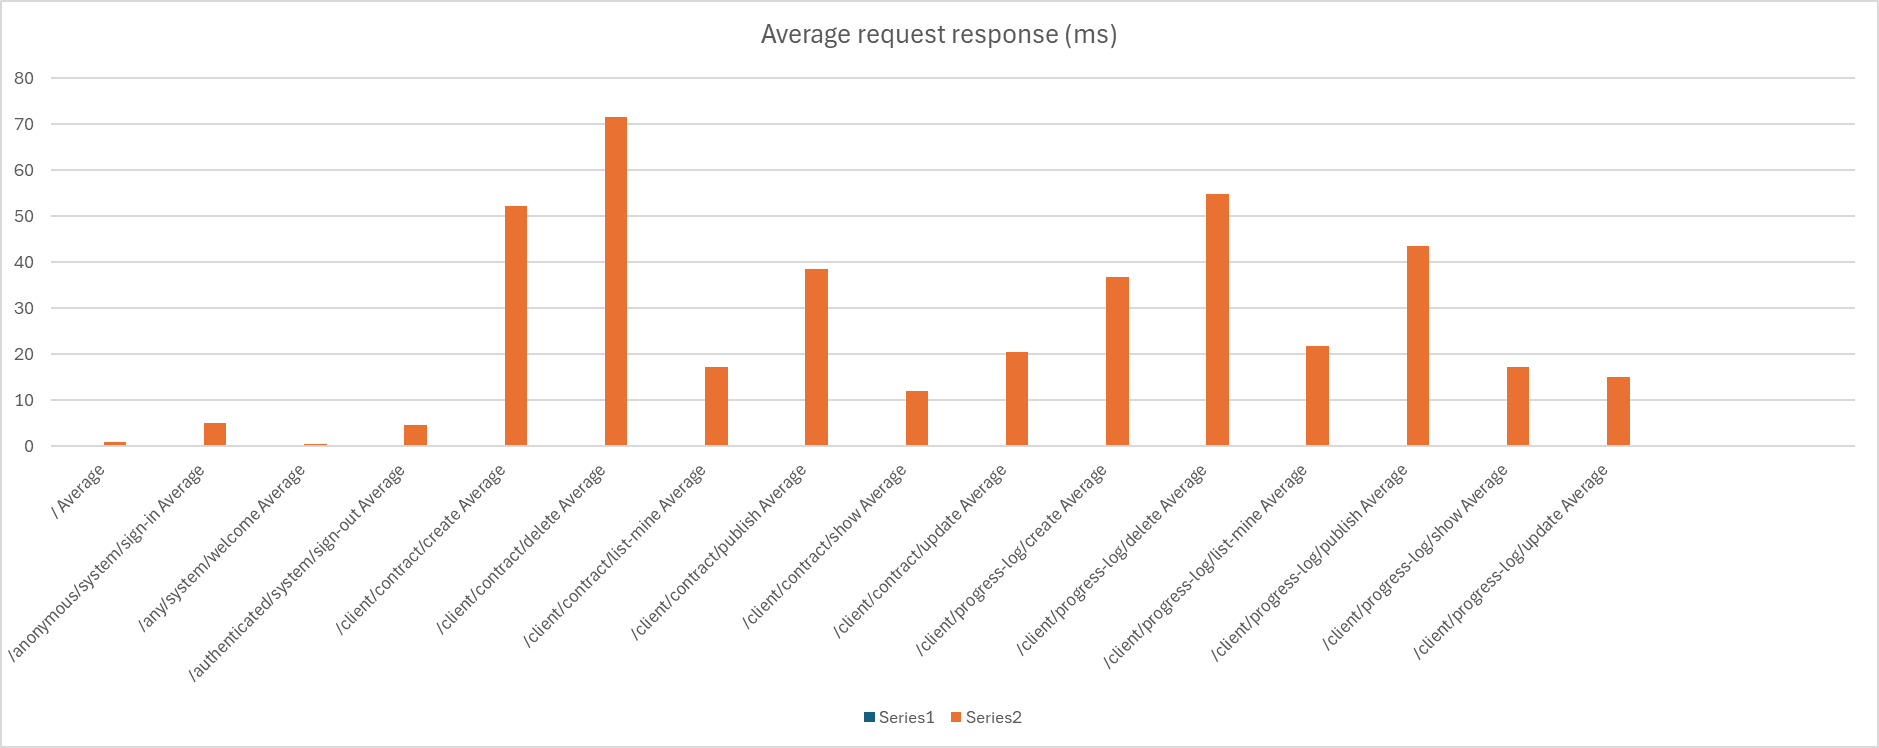 Average request response (ms)
80
70
60
50
40
30
20
10
0
/ Average
/anonymous/system/sign-in Average
/any/system/welcome Average
/authenticated/system/sign-out Average
/client/contract/create Average
/client/contract/delete Average
/client/contract/list-mine Average
/client/contract/publish Average
/client/contract/show Average
/client/contract/update Average
/client/progress-log/create Average
/client/progress-log/delete Average
/client/progress-log/list-mine Average
/client/progress-log/publish Average
/client/progress-log/show Average
/client/progress-log/update Average
Series1 Series2